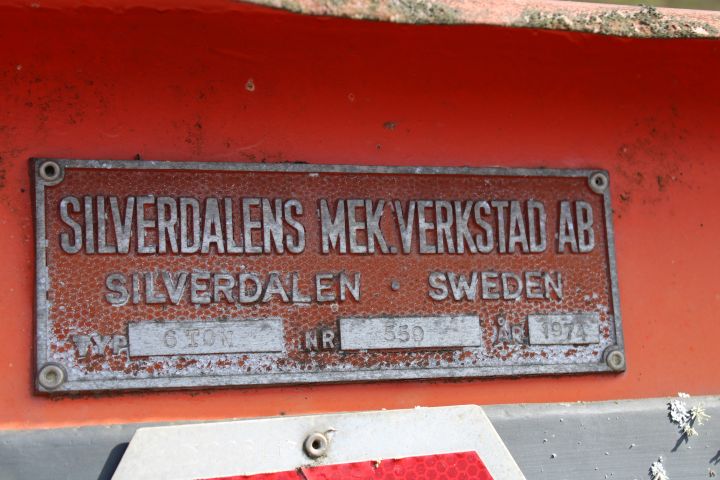 SILVERDALENS MEK. VERKSTAD AB
SILVERDALEN · SWEDEN
TYP 6 TON NR 550 ÅR 1974